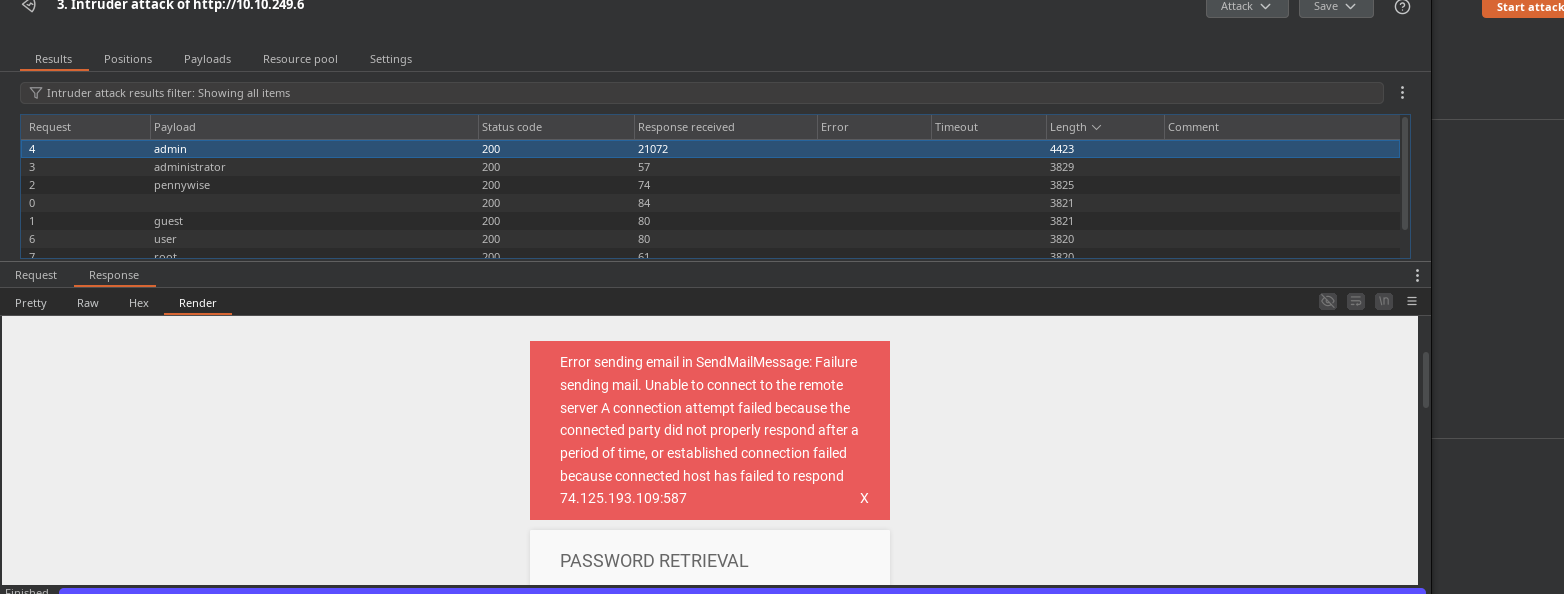 3. Intruder attack of http://10.10.249.6
Attack
Save
Start attack
Results Positions Payloads Resource pool Settings
Intruder attack results filter: Showing all items
Request Payload Status code Response received Error Timeout Length Comment
4 admin 200 21072 4423
3 administrator 200 57 3829
2 pennywise 200 74 3825
0 200 84 3821
1 guest 200 80 3821
6 user 200 80 3820
7 root 200 61 3820
Request Response
Pretty Raw Hex Render
\n
Error sending email in SendMailMessage: Failure
sending mail. Unable to connect to the remote
server A connection attempt failed because the
connected party did not properly respond after a
period of time, or established connection failed
because connected host has failed to respond
74.125.193.109:587 X
PASSWORD RETRIEVAL
Finished